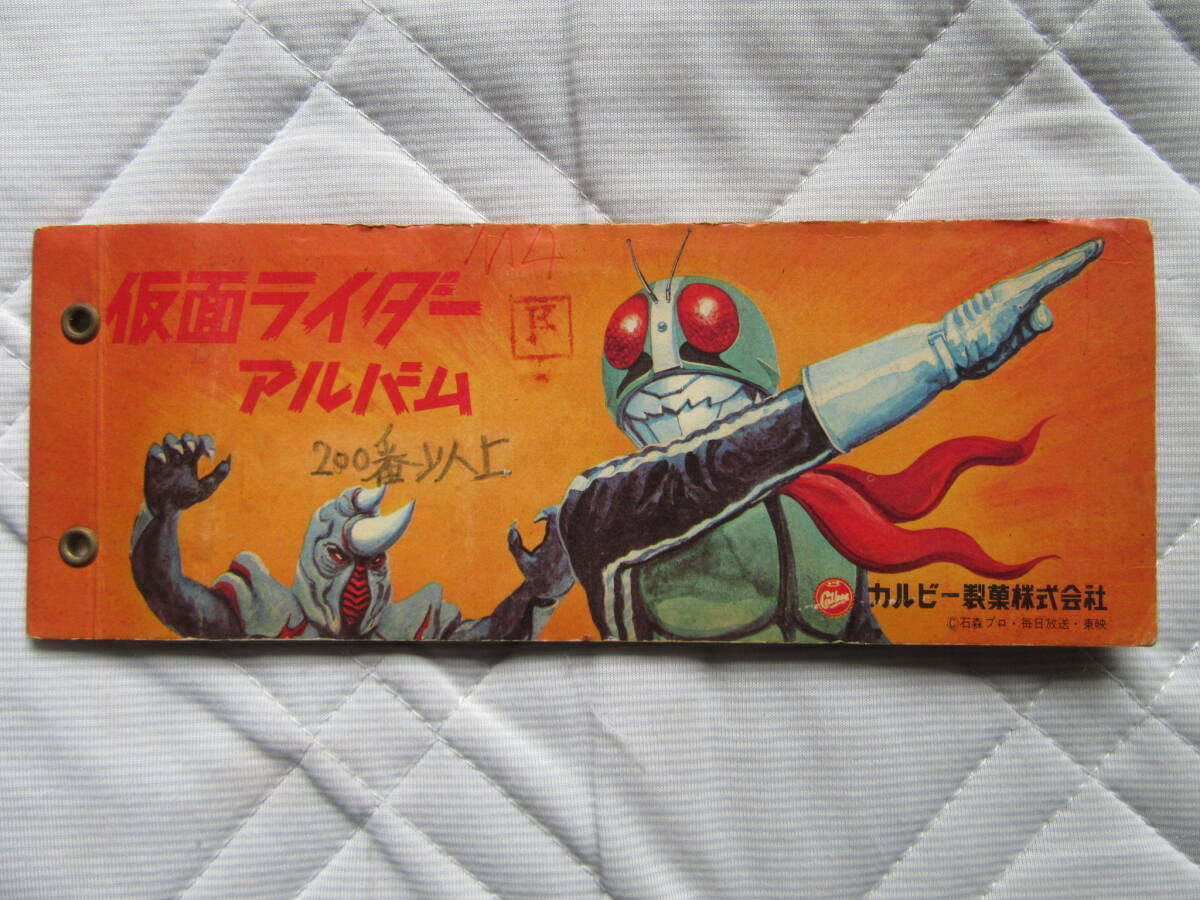 仮面ライダー
アルバム
200番以上
Calbee
カルビー製菓株式会社
©石森プロ・毎日放送・東映